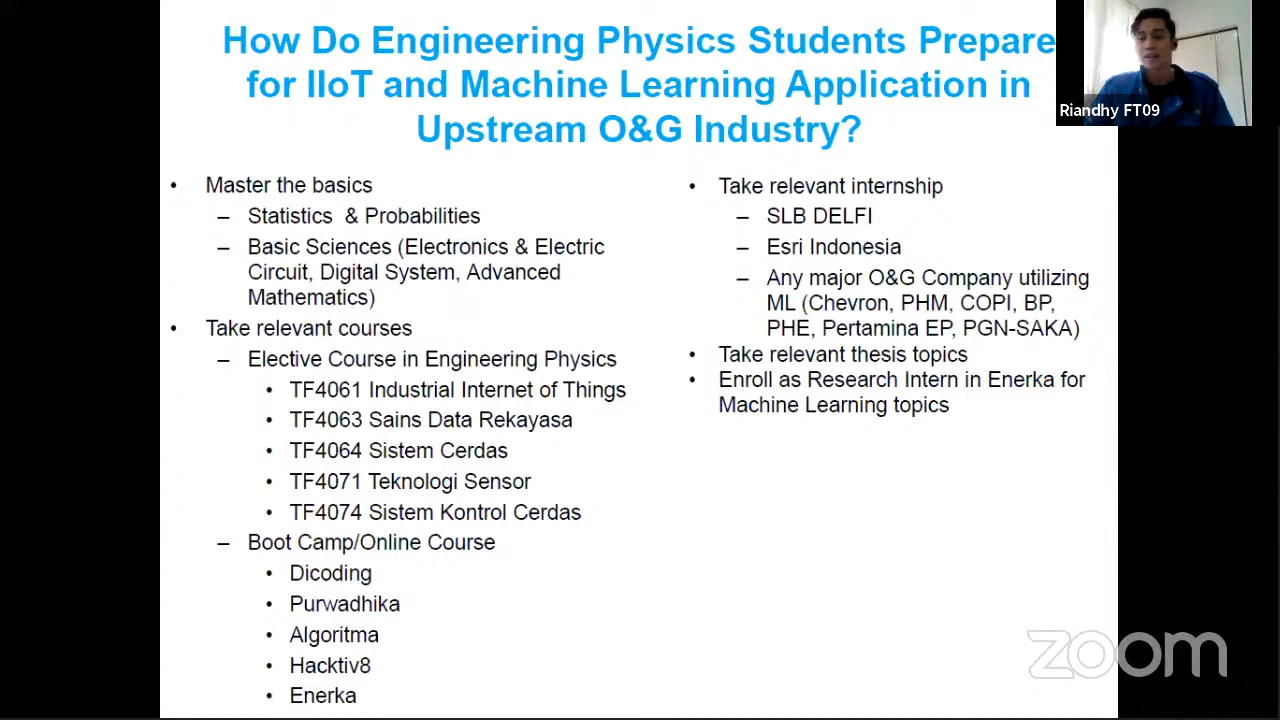 How Do Engineering Physics Students Prepare
for IIoT and Machine Learning Application in
Upstream O&G Industry?
Riandhy FT09
• Master the basics
– Statistics & Probabilities
– Basic Sciences (Electronics & Electric
Circuit, Digital System, Advanced
Mathematics)
• Take relevant courses
– Elective Course in Engineering Physics
• TF4061 Industrial Internet of Things
• TF4063 Sains Data Rekayasa
• TF4064 Sistem Cerdas
• TF4071 Teknologi Sensor
• TF4074 Sistem Kontrol Cerdas
– Boot Camp/Online Course
• Dicoding
• Purwadhika
• Algoritma
• Hacktiv8
• Enerka
• Take relevant internship
– SLB DELFI
– Esri Indonesia
– Any major O&G Company utilizing
ML (Chevron, PHM, COPI, BP,
PHE, Pertamina EP, PGN-SAKA)
• Take relevant thesis topics
• Enroll as Research Intern in Enerka for
Machine Learning topics
zoom